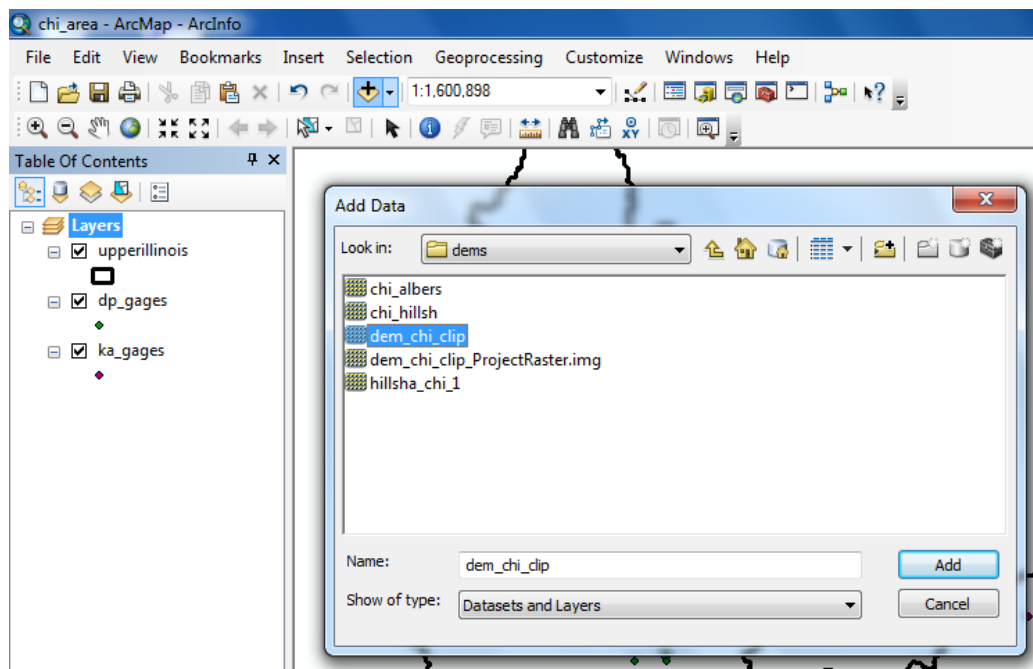 chi_area - ArcMap - ArcInfo
File Edit View Bookmarks Insert Selection Geoprocessing Customize Windows Help
1:1,600,898
XY
Table Of Contents
Layers
upperillinois
dp_gages
ka_gages
Add Data
Look in: dems
chi_albers
chi_hillsh
dem_chi_clip
dem_chi_clip_ProjectRaster.img
hillsha_chi_1
Name: dem_chi_clip Add
Show of type: Datasets and Layers Cancel